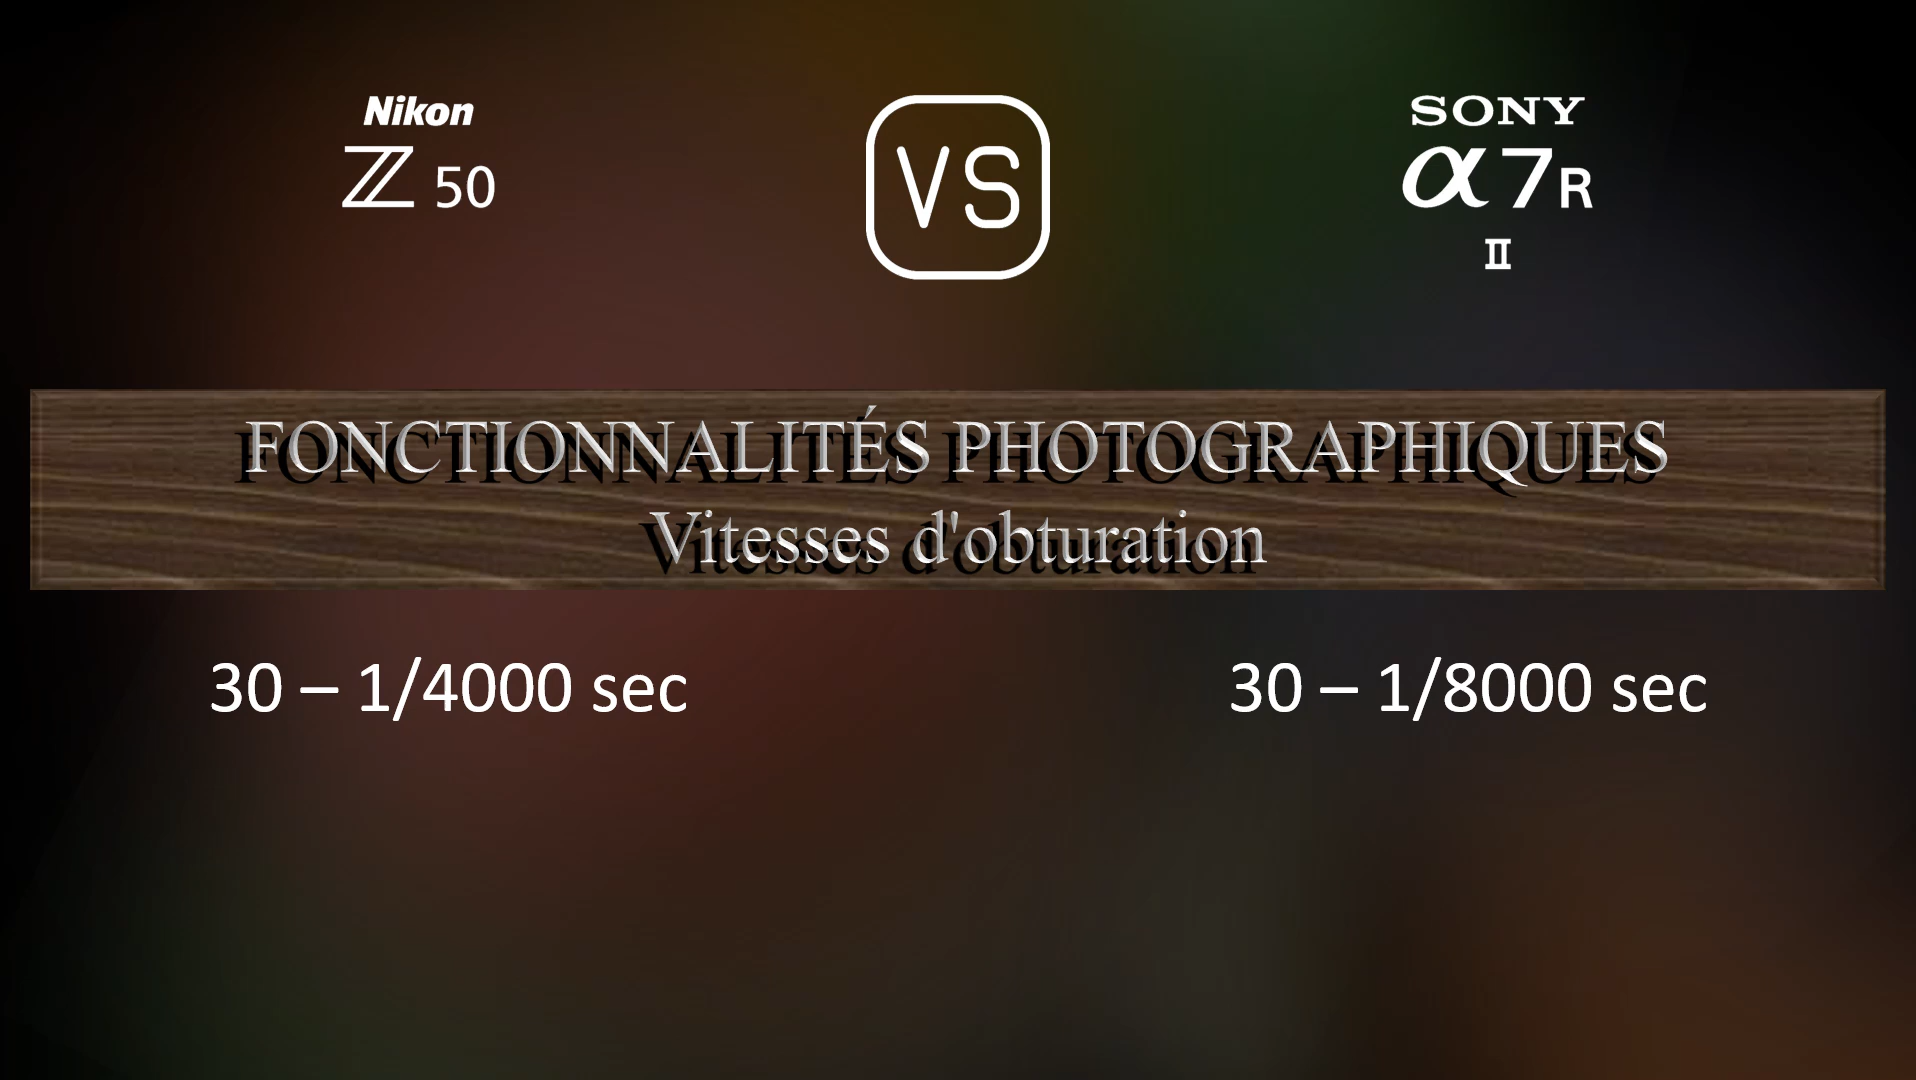 Nikon
Z 50
VS
SONY
α7R
II
FONCTIONNALITÉS PHOTOGRAPHIQUES
Vitesses d'obturation
30 – 1/4000 sec
30 – 1/8000 sec